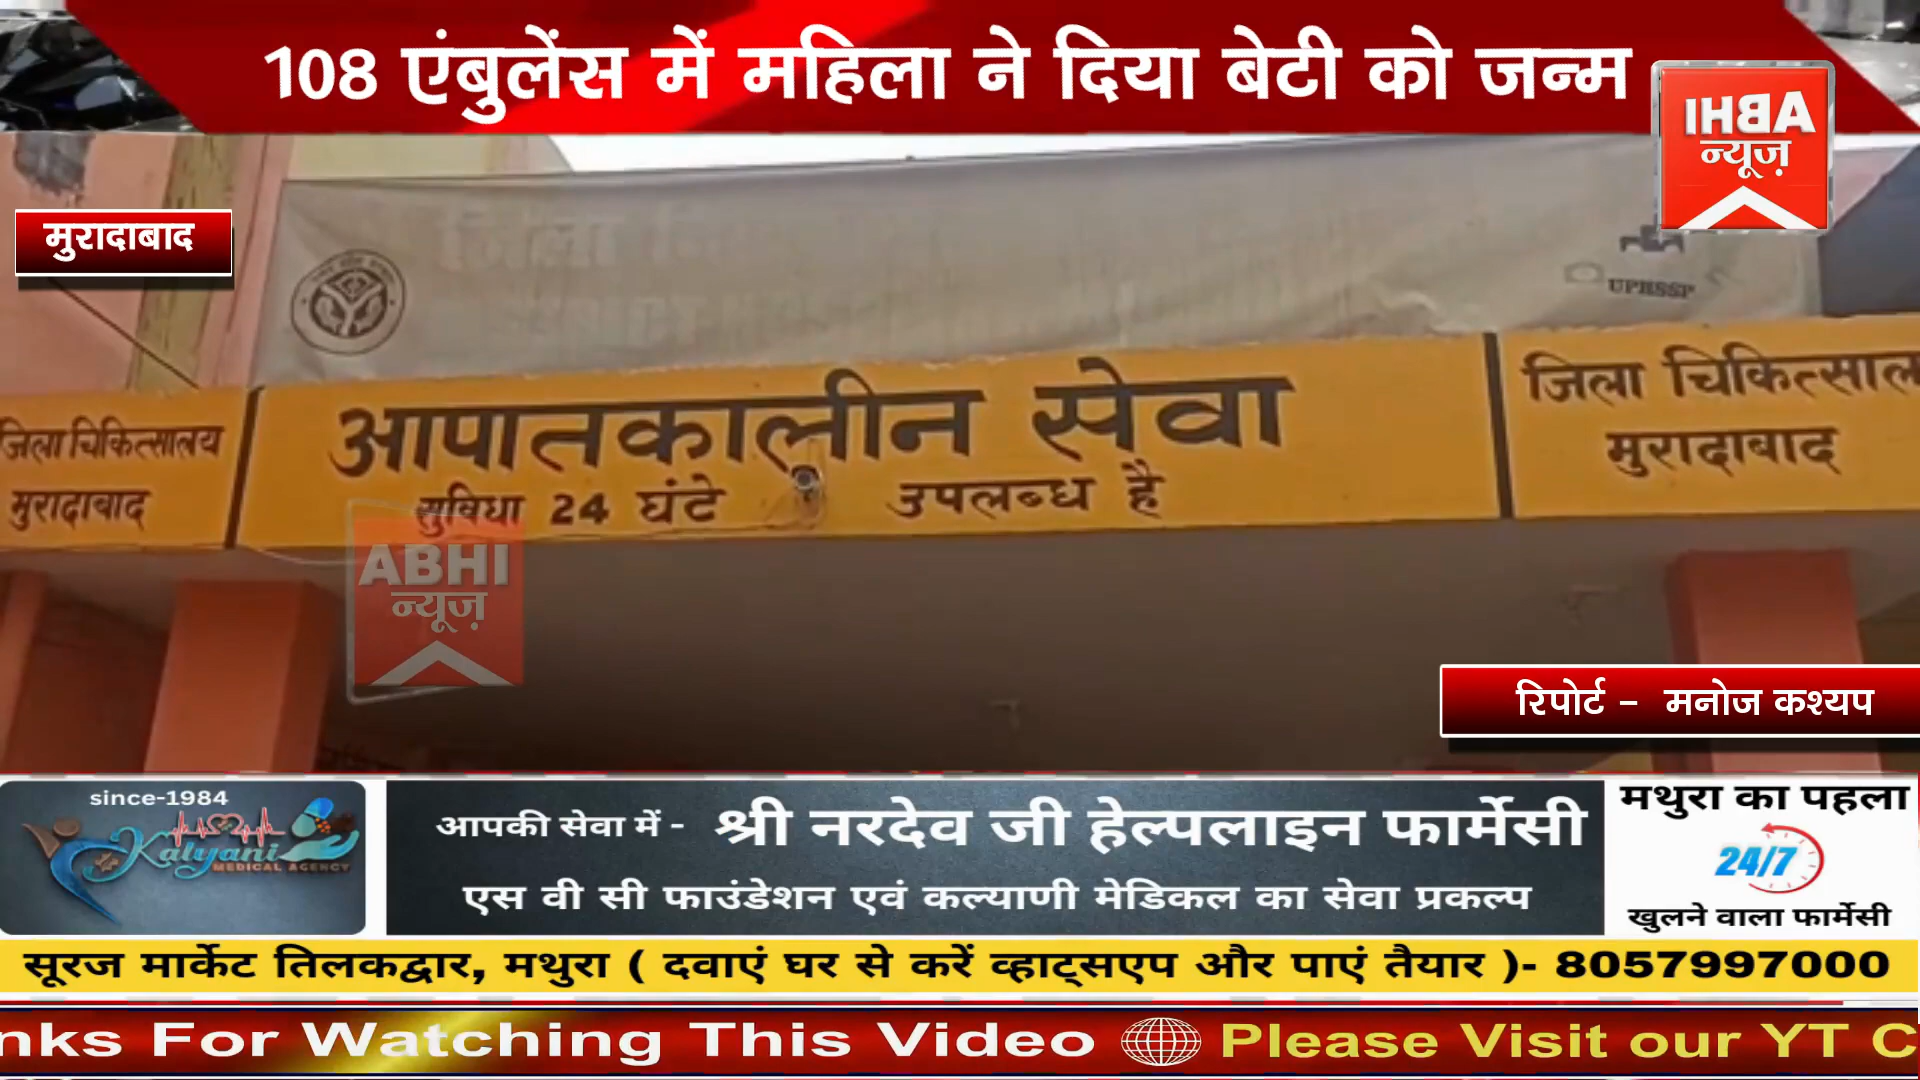 108 एंबुलेंस में महिला ने दिया बेटी को जन्म
ABHI
न्यूज़
मुरादाबाद
UPHSSP
जिला चिकित्सालय
मुरादाबाद
आपातकालीन सेवा
सुविधा 24 घंटे उपलब्ध है
जिला चिकित्साल
मुरादाबाद
ABHI
न्यूज़
रिपोर्ट - मनोज कश्यप
since-1984
Kalyani
MEDICAL AGENCY
आपकी सेवा में - श्री नरदेव जी हेल्पलाइन फार्मेसी
एस वी सी फाउंडेशन एवं कल्याणी मेडिकल का सेवा प्रकल्प
मथुरा का पहला
24/7
खुलने वाला फार्मेसी
सूरज मार्केट तिलकद्वार, मथुरा ( दवाएं घर से करें व्हाट्सएप और पाएं तैयार )- 8057997000
nks For Watching This Video Please Visit our YT C